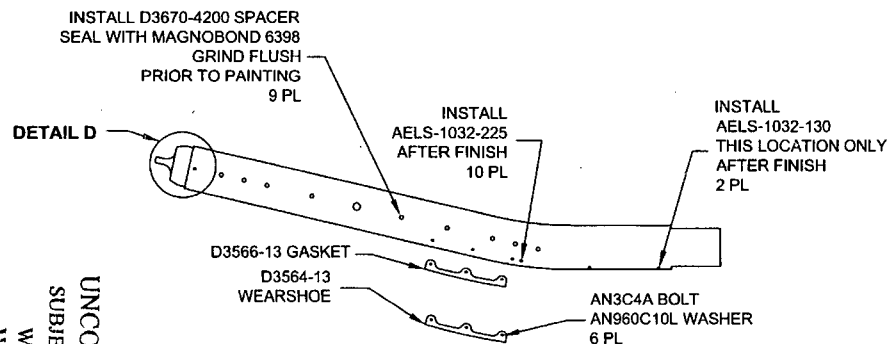 INSTALL D3670-4200 SPACER
SEAL WITH MAGNOBOND 6398
GRIND FLUSH
PRIOR TO PAINTING
9 PL
DETAIL D
INSTALL
AELS-1032-225
AFTER FINISH
10 PL
INSTALL
AELS-1032-130
THIS LOCATION ONLY
AFTER FINISH
2 PL
D3566-13 GASKET
D3564-13
WEARSHOE
AN3C4A BOLT
AN960C10L WASHER
6 PL